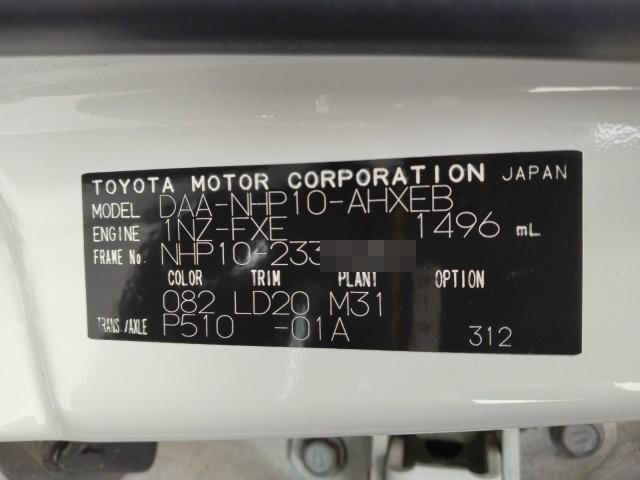 TOYOTA MOTOR CORPORATION JAPAN
MODEL DAA-NHP10-AHXEB
ENGINE 1NZ-FXE 1496 mL
FRAME No. NHP10-233
COLOR TRIM PLANT OPTION
082 LD20 M31
TRANS./AXLE P510 -01A 312